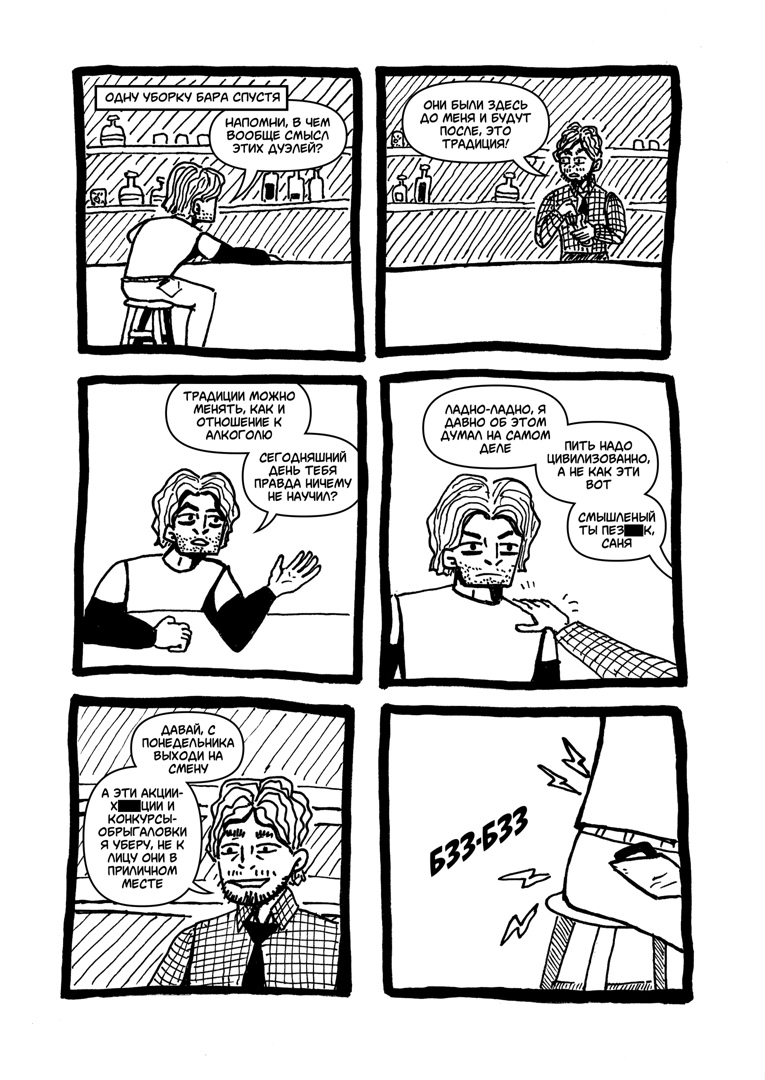 ОДНУ УБОРКУ БАРА СПУСТЯ
НАПОМНИ, В ЧЕМ
ВООБЩЕ СМЫСЛ
ЭТИХ ДУЭЛЕЙ?
ОНИ БЫЛИ ЗДЕСЬ
ДО МЕНЯ И БУДУТ
ПОСЛЕ, ЭТО
ТРАДИЦИЯ!
ТРАДИЦИИ МОЖНО
МЕНЯТЬ, КАК И
ОТНОШЕНИЕ К
АЛКОГОЛЮ
СЕГОДНЯШНИЙ
ДЕНЬ ТЕБЯ
ПРАВДА НИЧЕМУ
НЕ НАУЧИЛ?
ЛАДНО-ЛАДНО, Я
ДАВНО ОБ ЭТОМ
ДУМАЛ НА САМОМ
ДЕЛЕ
ПИТЬ НАДО
ЦИВИЛИЗОВАННО,
А НЕ КАК ЭТИ
ВОТ
СМЫШЛЕНЫЙ
ТЫ ПЕЗ██К,
САНЯ
ДАВАЙ, С
ПОНЕДЕЛЬНИКА
ВЫХОДИ НА
СМЕНУ
А ЭТИ АКЦИИ-
Х██ЦИИ И
КОНКУРСЫ-
ОБРЫГАЛОВКИ
Я УБЕРУ, НЕ К
ЛИЦУ ОНИ В
ПРИЛИЧНОМ
МЕСТЕ
БЗЗ-БЗЗ